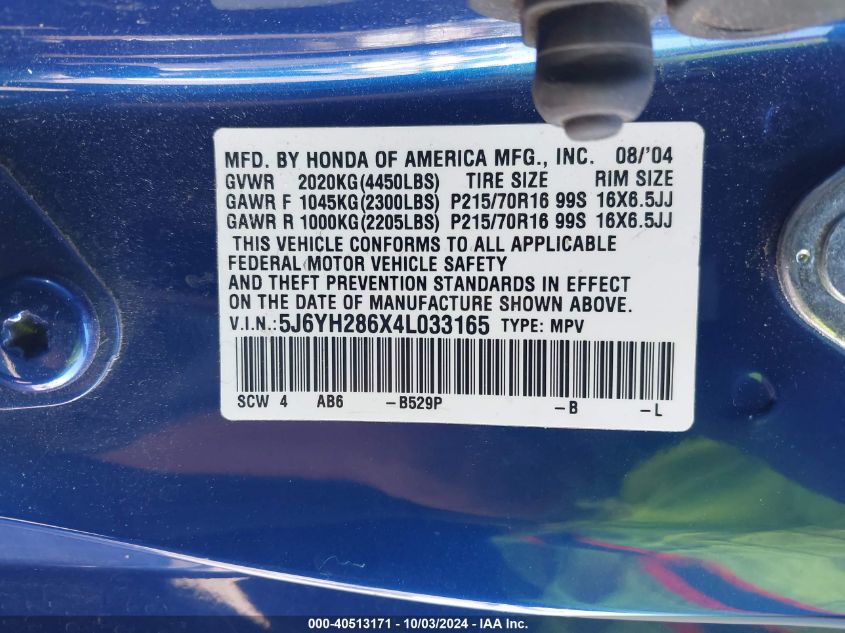 MFD. BY HONDA OF AMERICA MFG., INC. 08/'04
GVWR 2020KG(4450LBS) TIRE SIZE RIM SIZE
GAWR F 1045KG(2300LBS) P215/70R16 99S 16X6.5JJ
GAWR R 1000KG(2205LBS) P215/70R16 99S 16X6.5JJ
THIS VEHICLE CONFORMS TO ALL APPLICABLE
FEDERAL MOTOR VEHICLE SAFETY
AND THEFT PREVENTION STANDARDS IN EFFECT
ON THE DATE OF MANUFACTURE SHOWN ABOVE.
V.I.N.:5J6YH286X4L033165 TYPE: MPV
SCW 4 AB6 -B529P -B -L
000-40513171 - 10/03/2024 - IAA Inc.